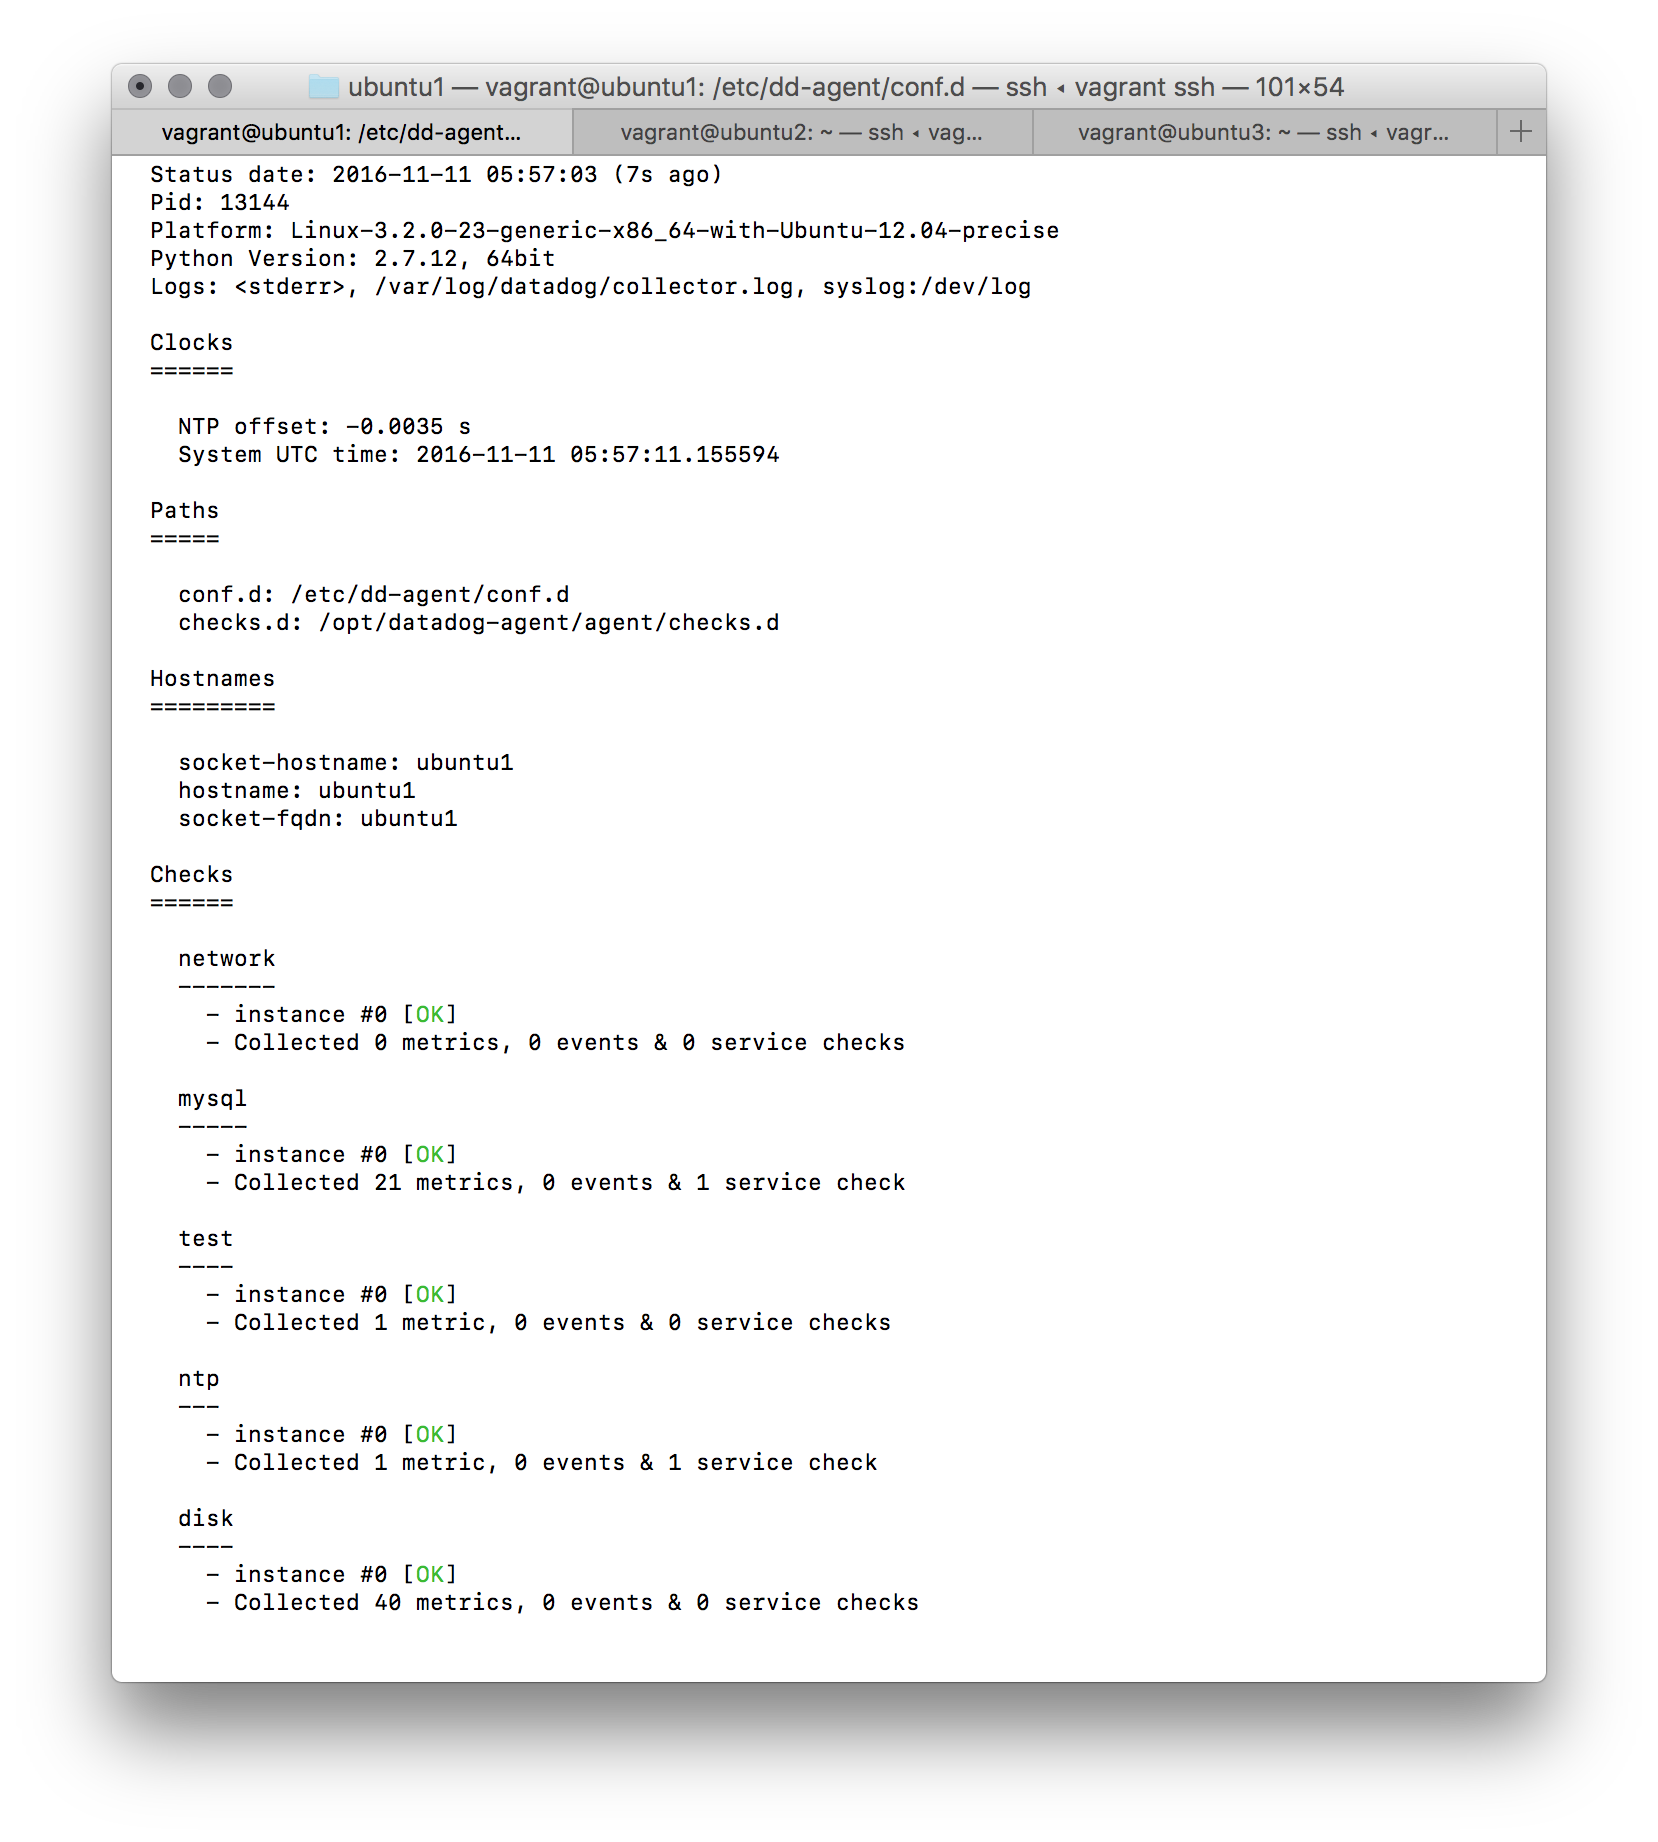 ubuntu1 — vagrant@ubuntu1: /etc/dd-agent/conf.d — ssh ◂ vagrant ssh — 101×54
vagrant@ubuntu1: /etc/dd-agent... vagrant@ubuntu2: ~ — ssh ◂ vag... vagrant@ubuntu3: ~ — ssh ◂ vagr... +
Status date: 2016-11-11 05:57:03 (7s ago)
Pid: 13144
Platform: Linux-3.2.0-23-generic-x86_64-with-Ubuntu-12.04-precise
Python Version: 2.7.12, 64bit
Logs: <stderr>, /var/log/datadog/collector.log, syslog:/dev/log
Clocks
======
NTP offset: -0.0035 s
System UTC time: 2016-11-11 05:57:11.155594
Paths
=====
conf.d: /etc/dd-agent/conf.d
checks.d: /opt/datadog-agent/agent/checks.d
Hostnames
=========
socket-hostname: ubuntu1
hostname: ubuntu1
socket-fqdn: ubuntu1
Checks
======
network
-------
- instance #0 [OK]
- Collected 0 metrics, 0 events & 0 service checks
mysql
-----
- instance #0 [OK]
- Collected 21 metrics, 0 events & 1 service check
test
----
- instance #0 [OK]
- Collected 1 metric, 0 events & 0 service checks
ntp
---
- instance #0 [OK]
- Collected 1 metric, 0 events & 1 service check
disk
----
- instance #0 [OK]
- Collected 40 metrics, 0 events & 0 service checks